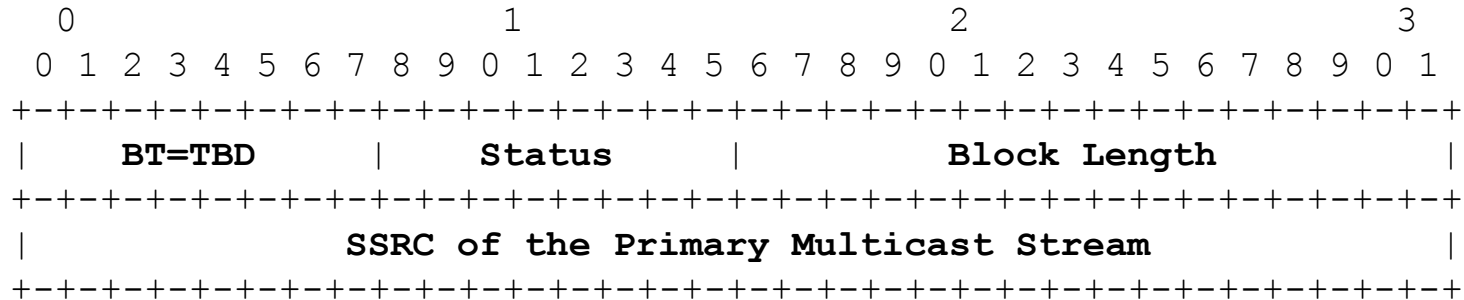 0                   1                   2                   3
 0 1 2 3 4 5 6 7 8 9 0 1 2 3 4 5 6 7 8 9 0 1 2 3 4 5 6 7 8 9 0 1
+-+-+-+-+-+-+-+-+-+-+-+-+-+-+-+-+-+-+-+-+-+-+-+-+-+-+-+-+-+-+-+-+
|    BT=TBD     |    Status     |         Block Length          |
+-+-+-+-+-+-+-+-+-+-+-+-+-+-+-+-+-+-+-+-+-+-+-+-+-+-+-+-+-+-+-+-+
|              SSRC of the Primary Multicast Stream             |
+-+-+-+-+-+-+-+-+-+-+-+-+-+-+-+-+-+-+-+-+-+-+-+-+-+-+-+-+-+-+-+-+